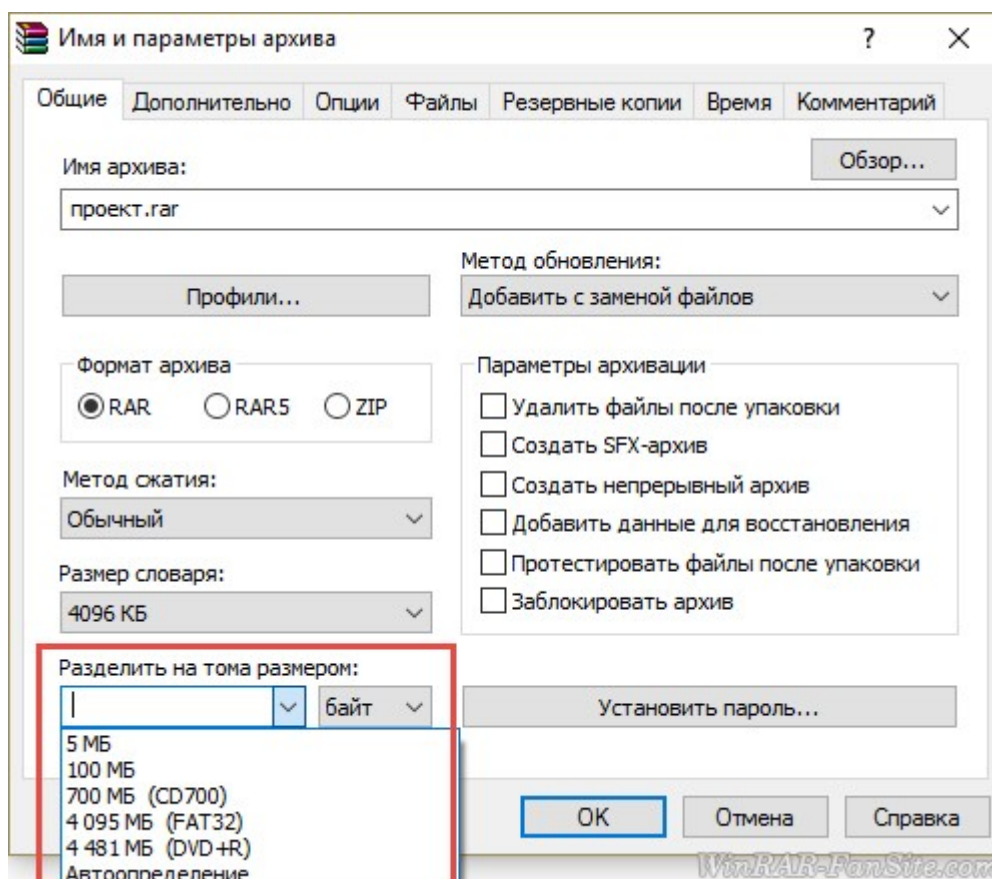 Имя и параметры архива
Общие Дополнительно Опции Файлы Резервные копии Время Комментарий
Имя архива:
Обзор...
проект.rar
Метод обновления:
Профили...
Добавить с заменой файлов
Формат архива
RAR RAR5 ZIP
Параметры архивации
Удалить файлы после упаковки
Создать SFX-архив
Создать непрерывный архив
Добавить данные для восстановления
Протестировать файлы после упаковки
Заблокировать архив
Метод сжатия:
Обычный
Размер словаря:
4096 КБ
Разделить на тома размером:
байт
Установить пароль...
5 МБ
100 МБ
700 МБ (CD700)
4 095 МБ (FAT32)
4 481 МБ (DVD+R)
Автоопределение
OK Отмена Справка
WinRAR-FanSite.com